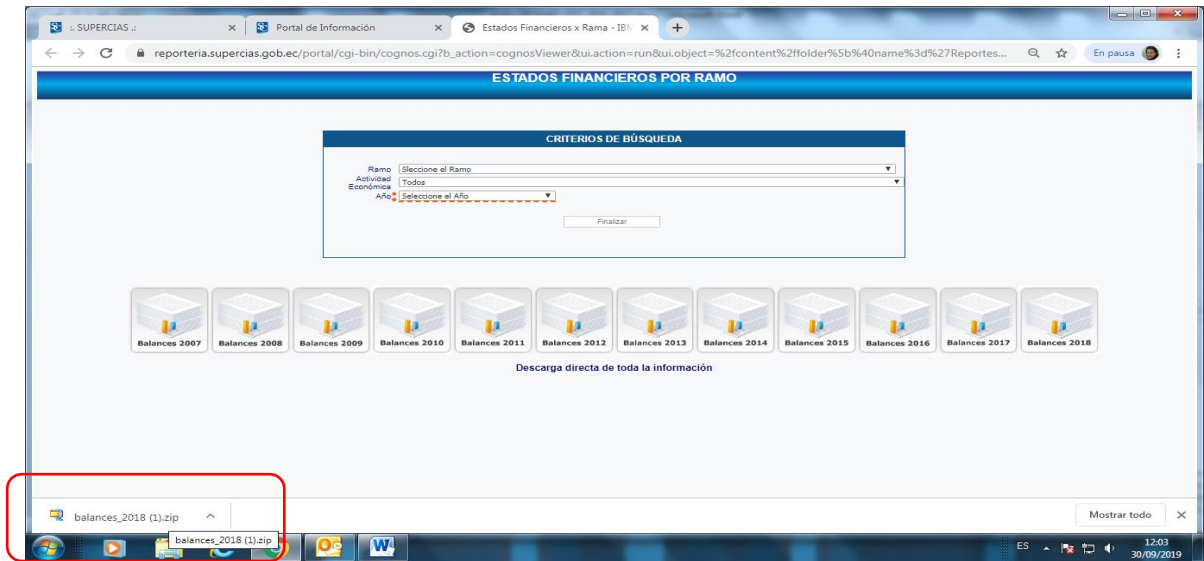 :. SUPERCIAS .:
Portal de Información
Estados Financieros x Rama - IBM
reporteria.supercias.gob.ec/portal/cgi-bin/cognos.cgi?b_action=cognosViewer&ui.action=run&ui.object=%2fcontent%2ffolder%5b%40name%3d%27Reportes...
En pausa
ESTADOS FINANCIEROS POR RAMO
CRITERIOS DE BÚSQUEDA
Ramo Sleccione el Ramo
Actividad
Económica Todos
Año Seleccione el Año
Finalizar
Balances 2007 Balances 2008 Balances 2009 Balances 2010 Balances 2011 Balances 2012 Balances 2013 Balances 2014 Balances 2015 Balances 2016 Balances 2017 Balances 2018
Descarga directa de toda la información
balances_2018 (1).zip
Mostrar todo
balances_2018 (1).zip
ES
12:03
30/09/2019